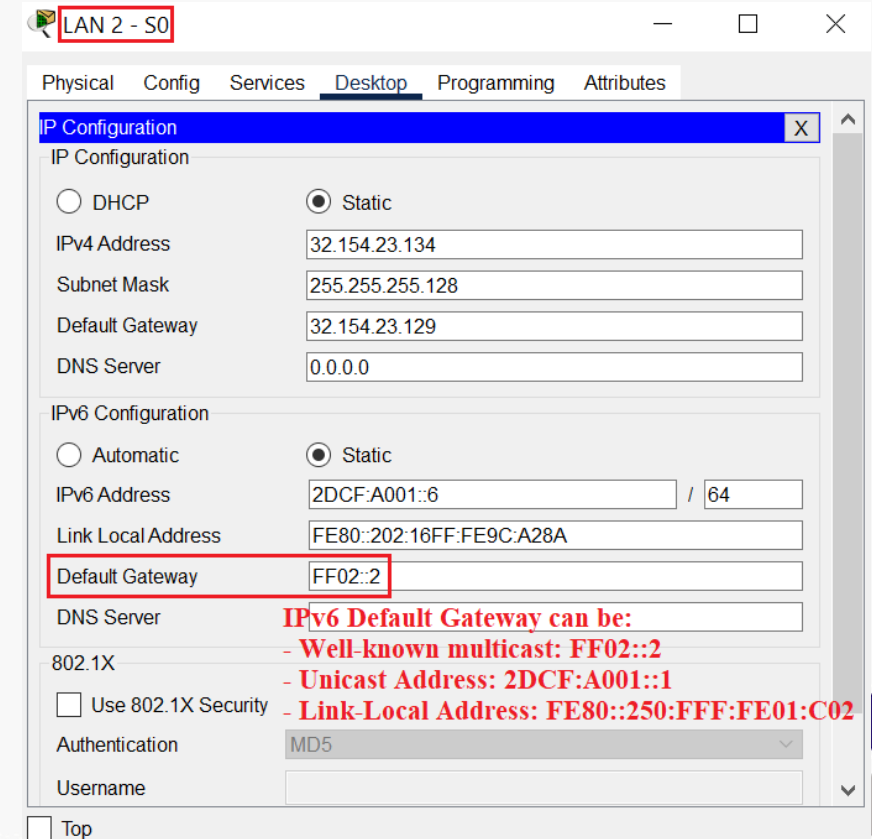 LAN 2 - S0
Physical Config Services Desktop Programming Attributes
IP Configuration X
IP Configuration
DHCP Static
IPv4 Address 32.154.23.134
Subnet Mask 255.255.255.128
Default Gateway 32.154.23.129
DNS Server 0.0.0.0
IPv6 Configuration
Automatic Static
IPv6 Address 2DCF:A001::6 / 64
Link Local Address FE80::202:16FF:FE9C:A28A
Default Gateway FF02::2
DNS Server
IPv6 Default Gateway can be:
- Well-known multicast: FF02::2
- Unicast Address: 2DCF:A001::1
- Link-Local Address: FE80::250:FFF:FE01:C02
802.1X
Use 802.1X Security
Authentication MD5
Username
Top